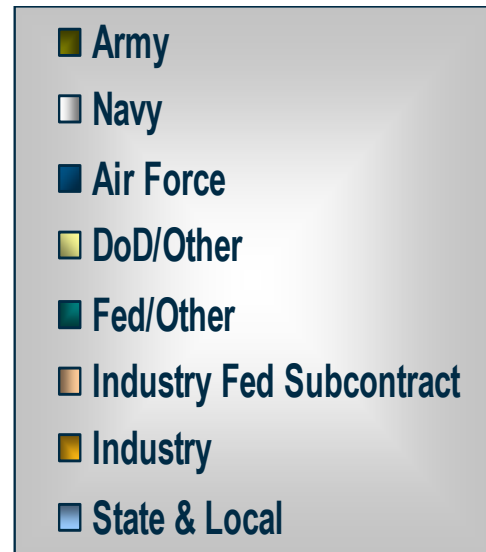 Army
Navy
Air Force
DoD/Other
Fed/Other
Industry Fed Subcontract
Industry
State & Local